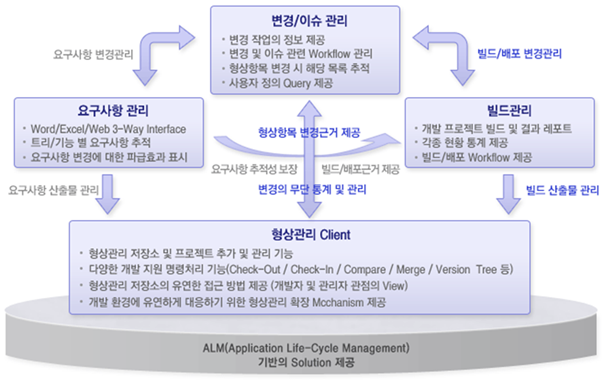 변경/이슈 관리
• 변경 작업의 정보 제공
• 변경 및 이슈 관련 Workflow 관리
• 형상항목 변경 시 해당 목록 추적
• 사용자 정의 Query 제공
요구사항 변경관리
빌드/배포 변경관리
요구사항 관리
• Word/Excel/Web 3-Way Interface
• 트리/기능 별 요구사항 추적
• 요구사항 변경에 대한 파급효과 표시
형상항목 변경근거 제공
요구사항 추적성 보장
빌드/배포근거 제공
변경의 무단 통계 및 관리
빌드관리
• 개발 프로젝트 빌드 및 결과 레포트
• 각종 현황 통계 제공
• 빌드/배포 Workflow 제공
요구사항 산출물 관리
빌드 산출물 관리
형상관리 Client
• 형상관리 저장소 및 프로젝트 추가 및 관리 기능
• 다양한 개발 지원 명령처리 기능(Check-Out / Check-In / Compare / Merge / Version Tree 등)
• 형상관리 저장소의 유연한 접근 방법 제공 (개발자 및 관리자 관점의 View)
• 개발 환경에 유연하게 대응하기 위한 형상관리 확장 Mcchanism 제공
ALM(Application Life-Cycle Management)
기반의 Solution 제공